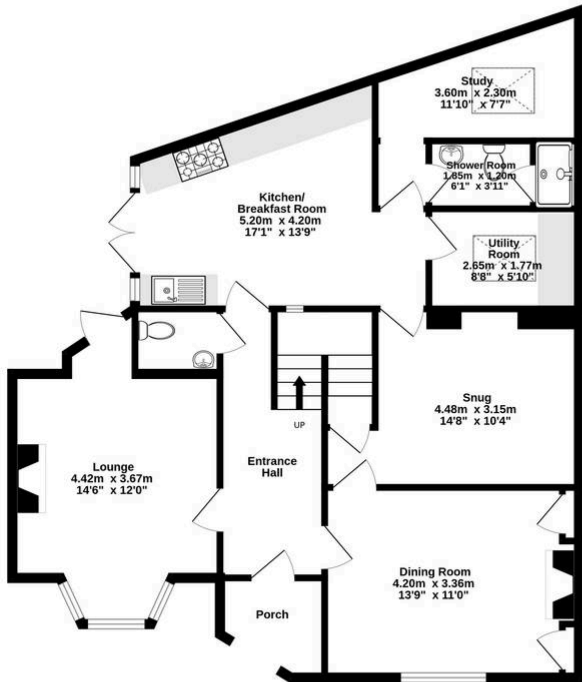 Study
3.60m x 2.30m
11'10" x 7'7"
Shower Room
1.85m x 1.20m
6'1" x 3'11"
Kitchen/
Breakfast Room
5.20m x 4.20m
17'1" x 13'9"
Utility
Room
2.65m x 1.77m
8'8" x 5'10"
Snug
4.48m x 3.15m
14'8" x 10'4"
UP
Entrance
Hall
Lounge
4.42m x 3.67m
14'6" x 12'0"
Dining Room
4.20m x 3.36m
13'9" x 11'0"
Porch